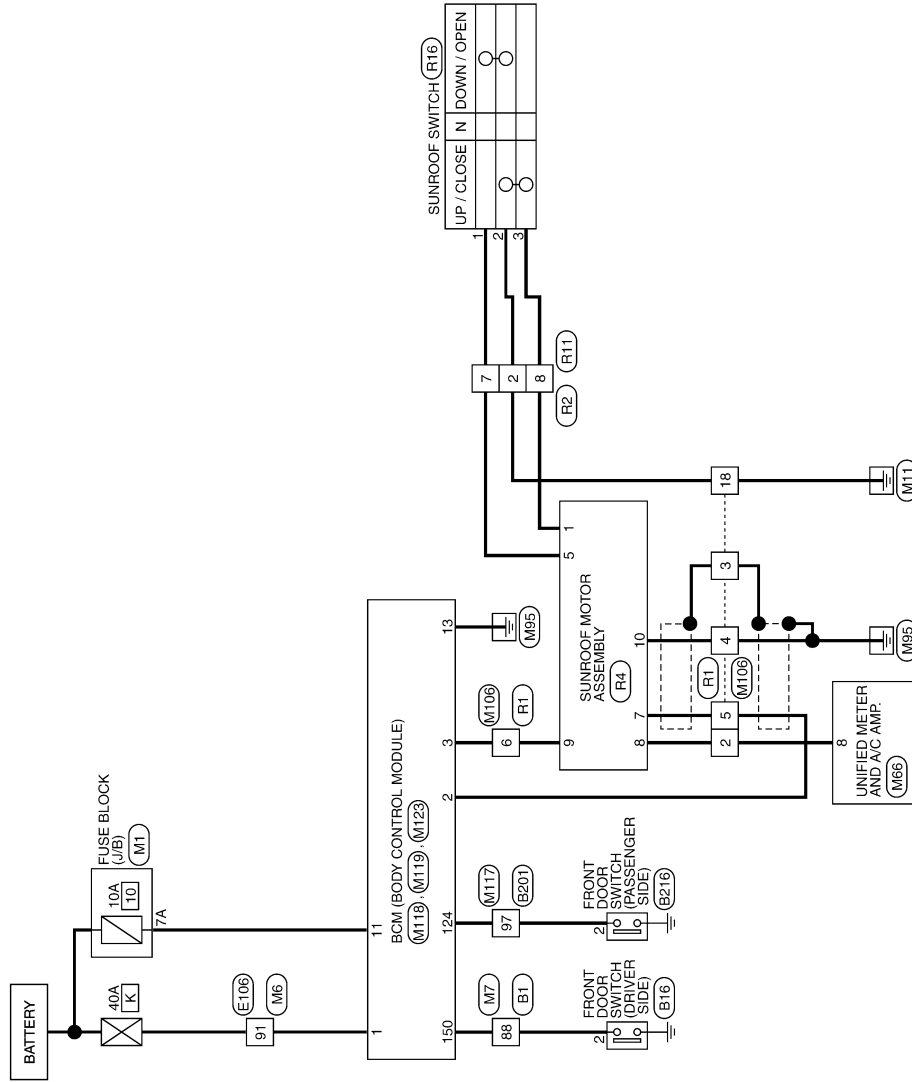 BATTERY
40A
K
10A
10
FUSE BLOCK
(J/B)
M1
7A
E106
91
M6
1
11
BCM (BODY CONTROL MODULE)
M118 , M119 , M123
150
124
2
3
13
M7
88
B1
M117
97
B201
M106
6
R1
M95
2
FRONT
DOOR
SWITCH
(DRIVER
SIDE)
B16
2
FRONT
DOOR
SWITCH
(PASSENGER
SIDE)
B216
SUNROOF MOTOR
ASSEMBLY
R4
9
5
1
8
7
10
R1
M106
2
5
4
3
18
8
UNIFIED METER
AND A/C AMP.
M66
M95
M11
7
2
8
R2
R11
SUNROOF SWITCH R16
UP / CLOSE N DOWN / OPEN
1
2
3